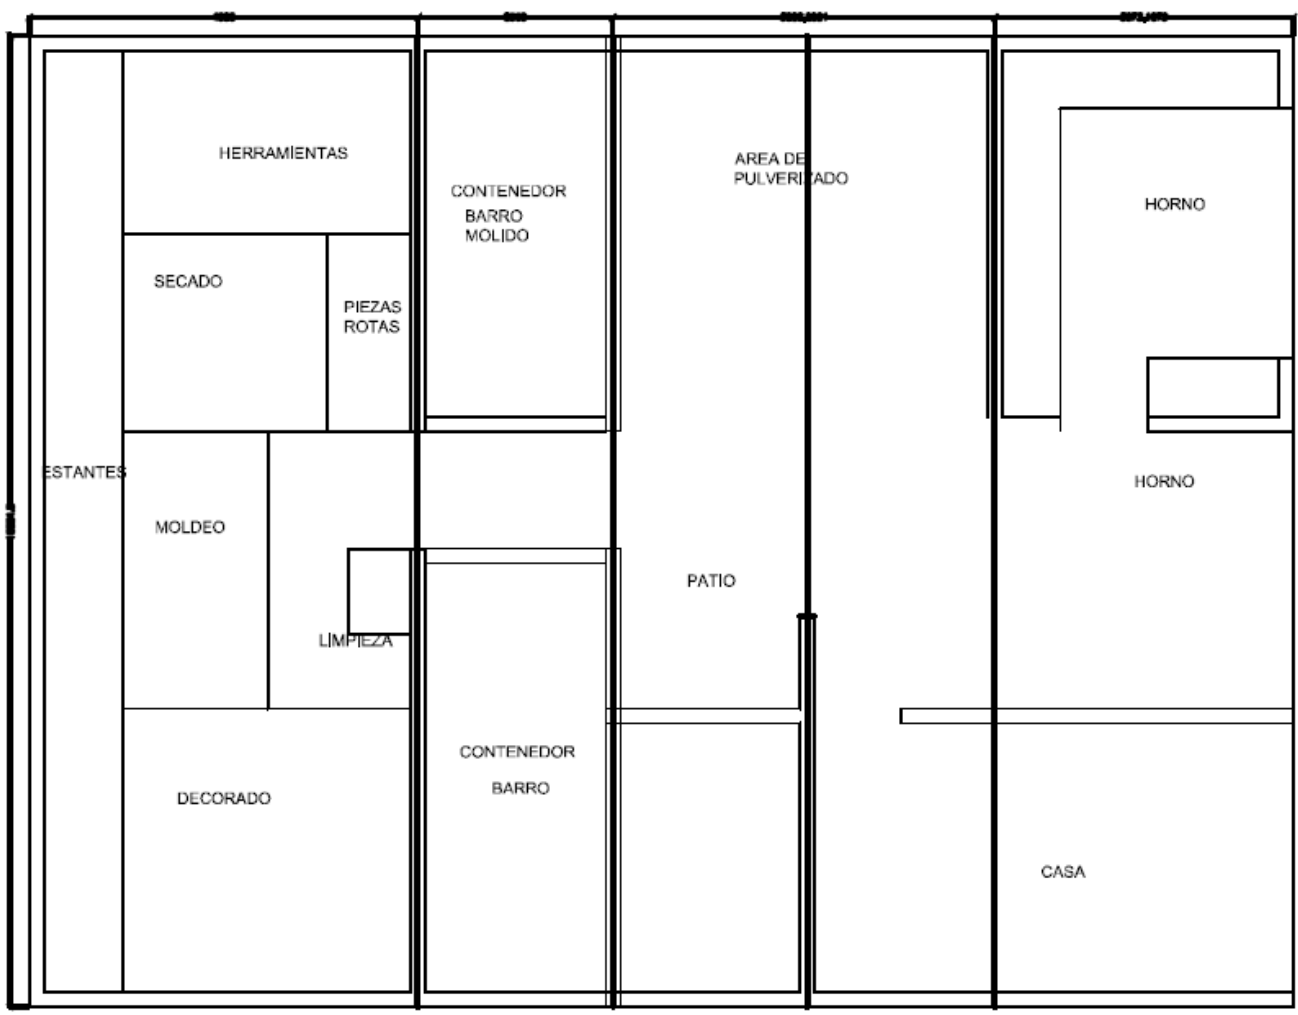 HERRAMIENTAS
AREA DE
PULVERIZADO
CONTENEDOR
BARRO
MOLIDO
HORNO
SECADO
PIEZAS
ROTAS
ESTANTES
HORNO
MOLDEO
PATIO
LIMPIEZA
CONTENEDOR
BARRO
DECORADO
CASA